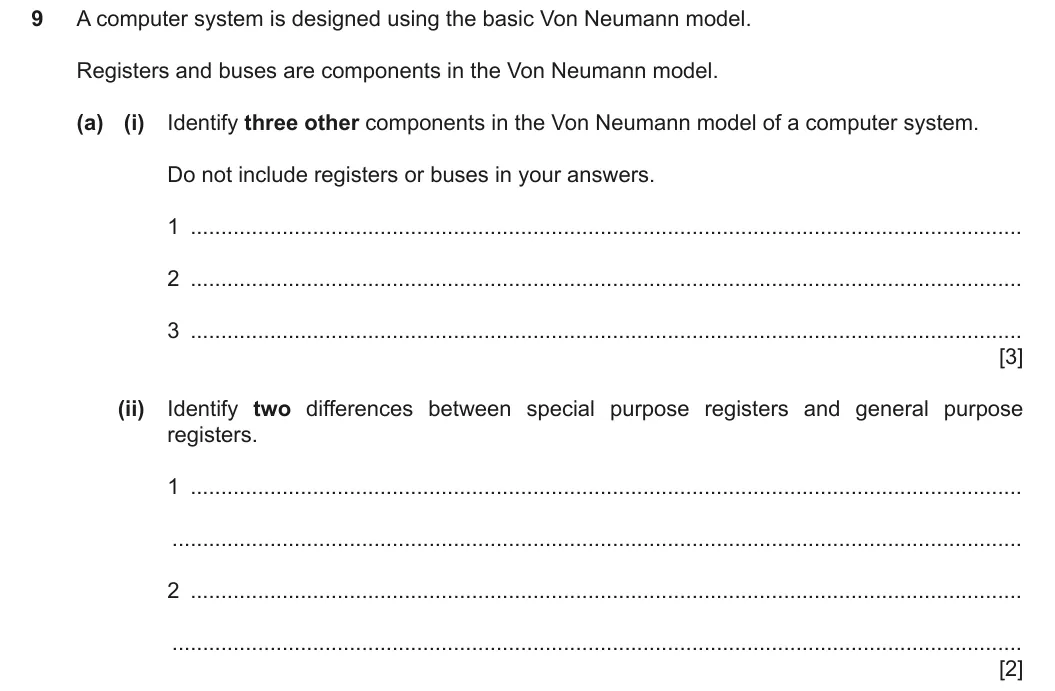 9 A computer system is designed using the basic Von Neumann model.
Registers and buses are components in the Von Neumann model.
(a) (i) Identify three other components in the Von Neumann model of a computer system.
Do not include registers or buses in your answers.
1 ..........................................................................................................................................
2 ..........................................................................................................................................
3 ..........................................................................................................................................
[3]
(ii) Identify two differences between special purpose registers and general purpose
registers.
1 ..........................................................................................................................................
.............................................................................................................................................
2 ..........................................................................................................................................
.............................................................................................................................................
[2]